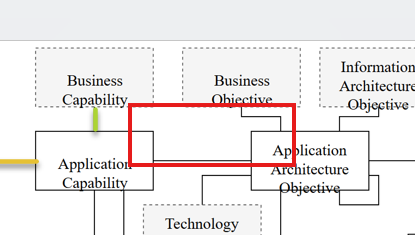 Business
Capability
Business
Objective
Information
Architecture
Objective
Application
Capability
Application
Architecture
Objective
Technology